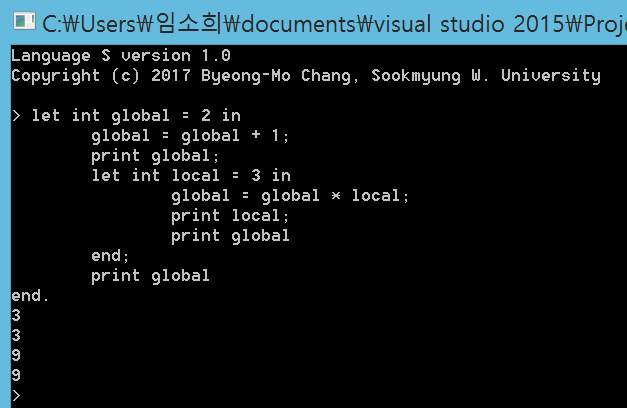 C:₩Users₩임소희₩documents₩visual studio 2015₩Proje
Language S version 1.0
Copyright (c) 2017 Byeong-Mo Chang, Sookmyung W. University
> let int global = 2 in
global = global + 1;
print global;
let int local = 3 in
global = global * local;
print local;
print global
end;
print global
end.
3
3
9
9
>